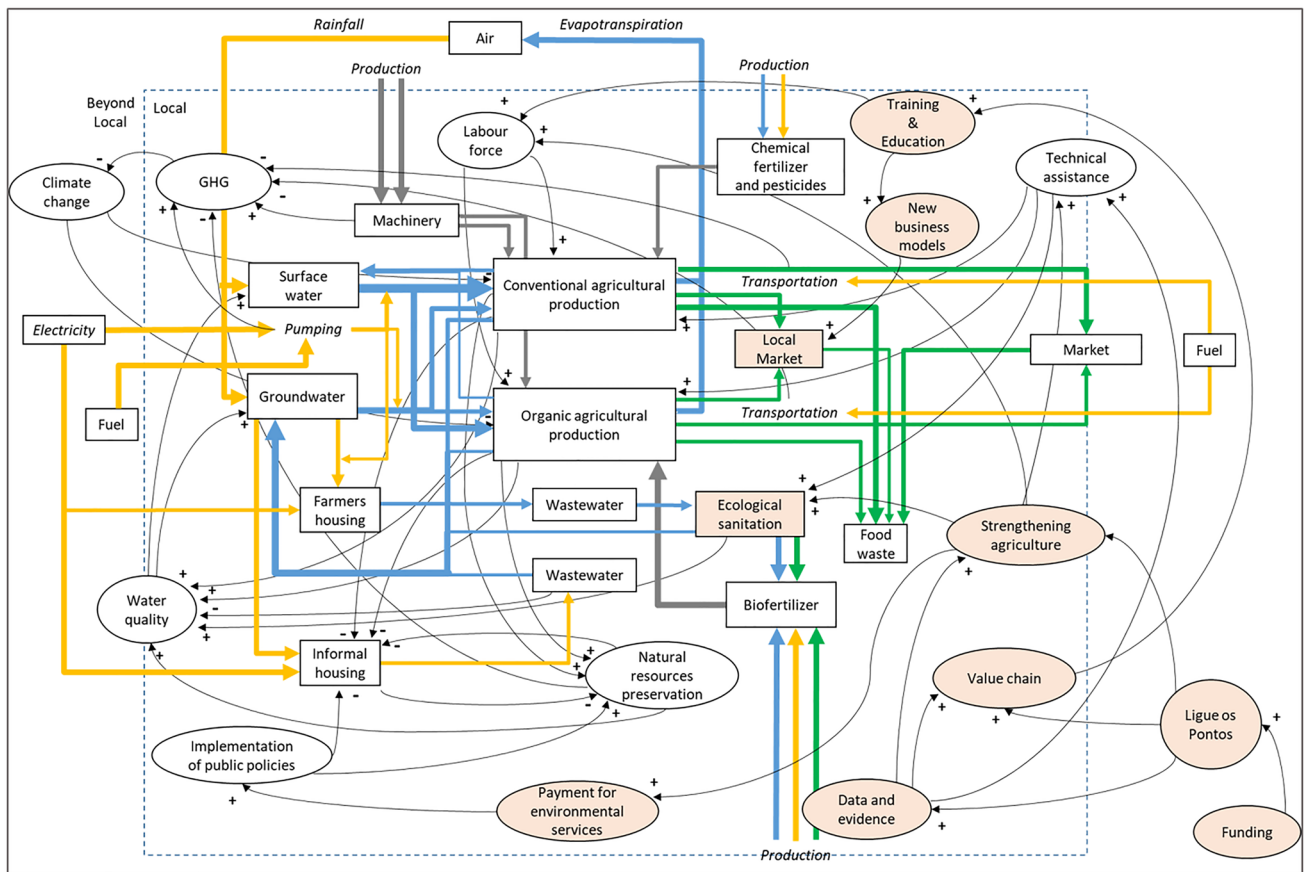 Rainfall
Evapotranspiration
Air
Production
Production
Beyond
Local
Local
Training
&
Education
Labour
force
Chemical
fertilizer
and pesticides
Technical
assistance
Climate
change
GHG
Machinery
New
business
models
Surface
water
Conventional agricultural
production
Transportation
Electricity
Pumping
Local
Market
Market
Fuel
Groundwater
Organic agricultural
production
Transportation
Fuel
Farmers
housing
Wastewater
Ecological
sanitation
Food
waste
Strengthening
agriculture
Wastewater
Biofertilizer
Water
quality
Informal
housing
Natural
resources
preservation
Value chain
Ligue os
Pontos
Implementation
of public policies
Payment for
environmental
services
Data and
evidence
Funding
Production